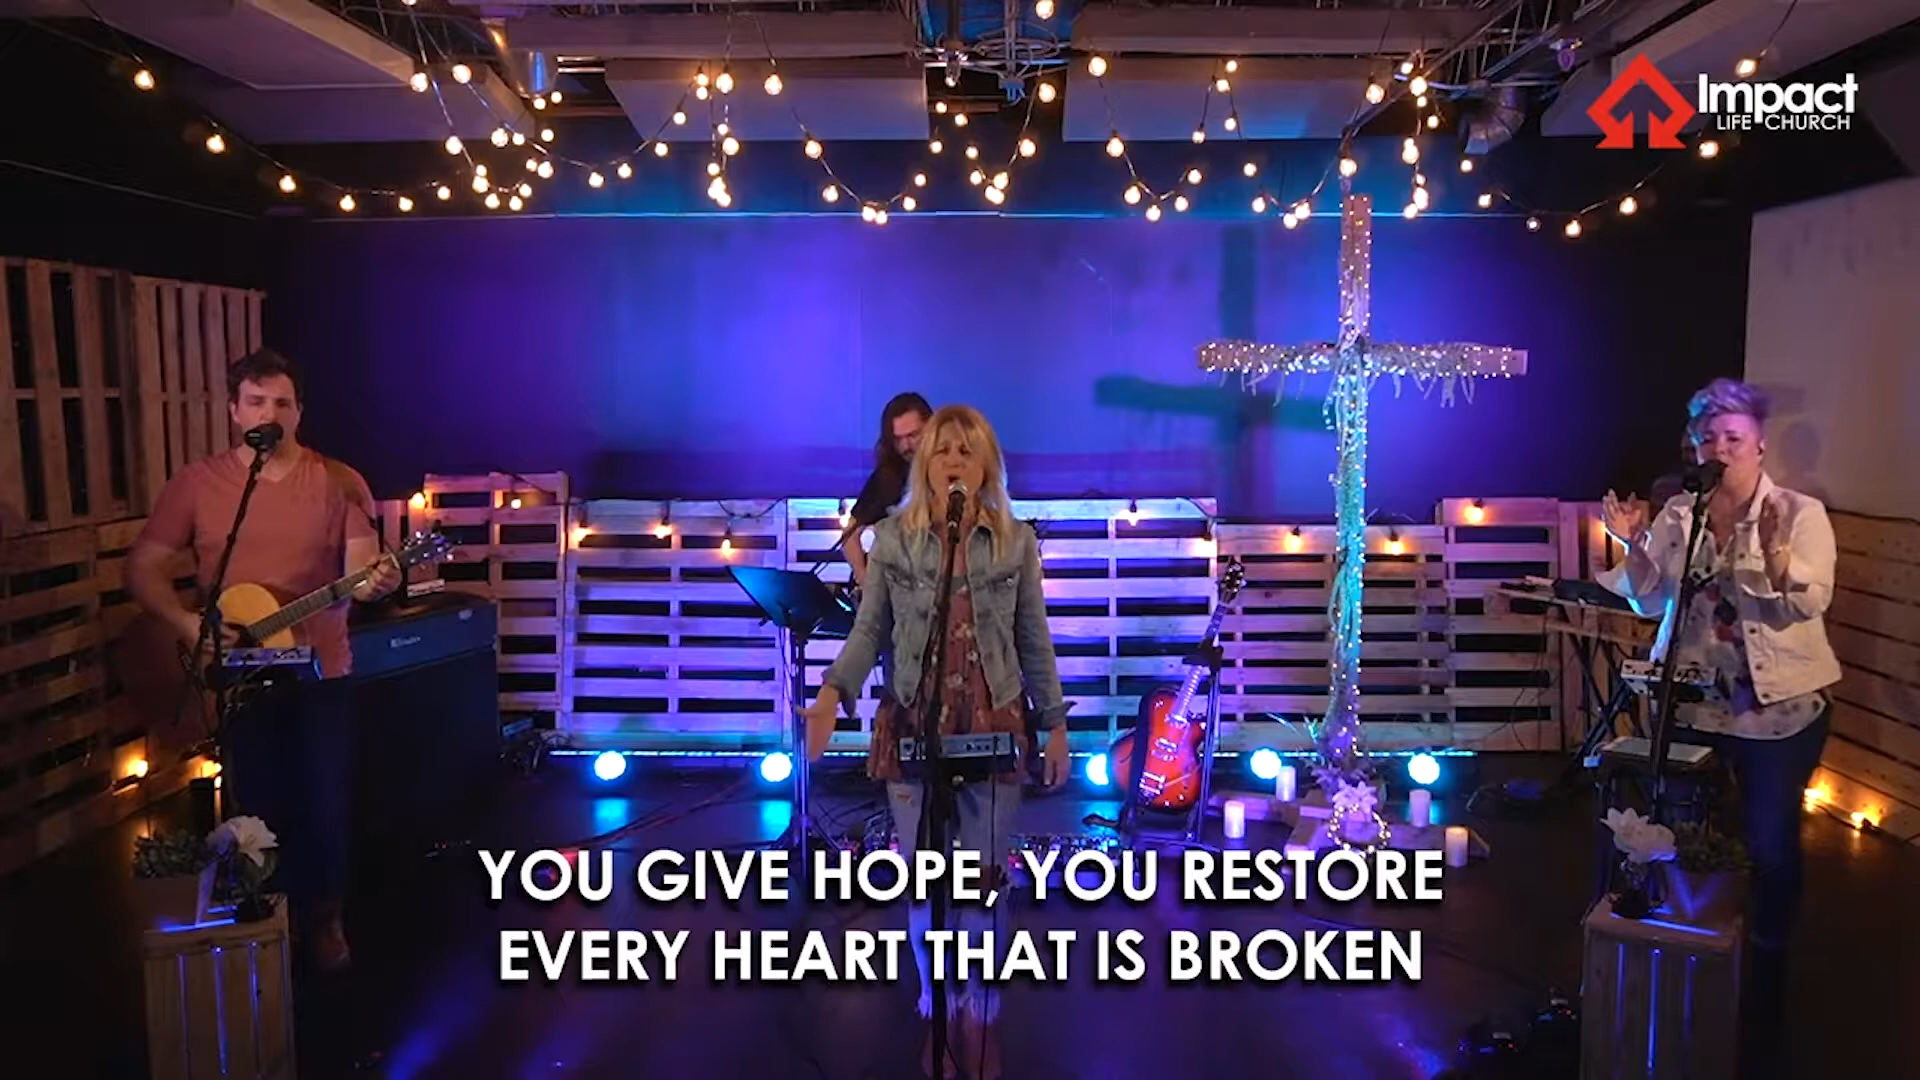 Impact
LIFE CHURCH
YOU GIVE HOPE, YOU RESTORE
EVERY HEART THAT IS BROKEN